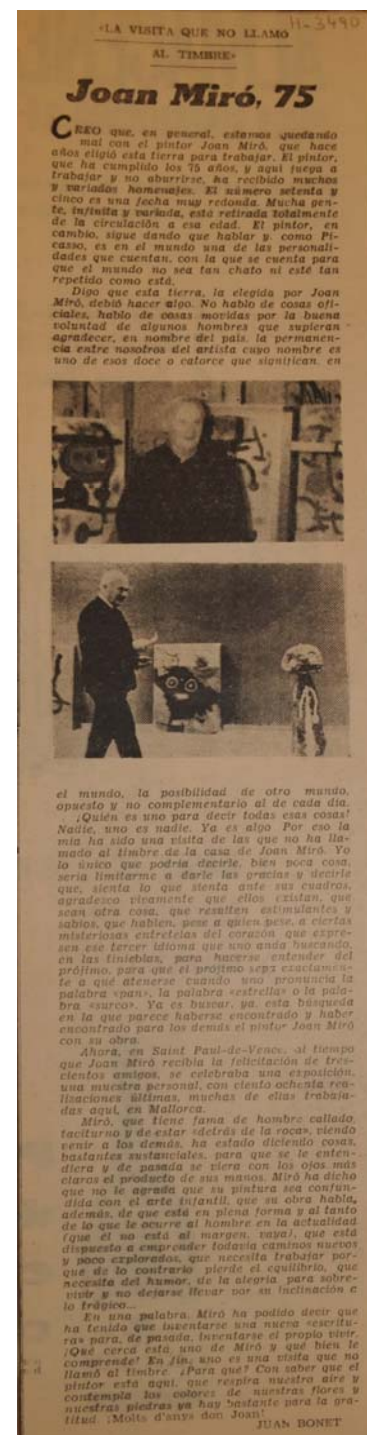 H-3490
«LA VISITA QUE NO LLAMO
AL TIMBRE»
Joan Miró, 75
CREO que, en general, estamos quedando
mal con el pintor Joan Miró, que hace
años eligió esta tierra para trabajar. El pintor,
que ha cumplido los 75 años, y aquí juega a
trabajar y no aburrirse, ha recibido muchos
y variados homenajes. El número setenta y
cinco es una fecha muy redonda. Mucha gen-
te, infinita y variada, está retirada totalmente
de la circulación a esa edad. El pintor, en
cambio, sigue dando que hablar y, como Pi-
casso, es en el mundo una de las personali-
dades que cuentan, con la que se cuenta para
que el mundo no sea tan chato ni esté tan
repetido como está.
Digo que esta tierra, la elegida por Joan
Miró, debió hacer algo. No hablo de cosas ofi-
ciales, hablo de cosas movidas por la buena
voluntad de algunos hombres que supieran
agradecer, en nombre del país, la permanen-
cia entre nosotros del artista cuyo nombre es
uno de esos doce o catorce que significan, en
el mundo, la posibilidad de otro mundo,
opuesto y no complementario al de cada día.
¡Quién es uno para decir todas esas cosas!
Nadie, uno es nadie. Ya es algo Por eso la
mía ha sido una visita de las que no ha lla-
mado al timbre de la casa de Joan Miró. Yo
lo único que podría decirle, bien poca cosa,
sería limitarme a darle las gracias y decirle
que, sienta lo que sienta ante sus cuadros,
agradezco vivamente que ellos existan, que
sean otra cosa, que resulten estimulantes y
sabios, que hablen, pese a quien pese, a ciertas
misteriosas entretelas del corazón que expre-
sen ese tercer idioma que uno anda buscando,
en las tinieblas, para hacerse entender del
prójimo, para que el prójimo sepa exactamen-
te a qué atenerse cuando uno pronuncia la
palabra «pan», la palabra «estrella» o la pala-
bra «surco». Ya es buscar, ya, esta búsqueda
en la que parece haberse encontrado y haber
encontrado para los demás el pintor Joan Miró
con su obra.
Ahora, en Saint Paul-de-Vence, al tiempo
que Joan Miró recibía la felicitación de tres-
cientos amigos, se celebraba una exposición,
una muestra personal, con ciento ochenta rea-
lizaciones últimas, muchas de ellas trabaja-
das aquí, en Mallorca.
Miró, que tiene fama de hombre callado,
taciturno y de estar «detrás de la roca», viendo
venir a los demás, ha estado diciendo cosas,
bastantes sustanciales, para que se le enten-
diera y de pasada se viera con los ojos más
claros el producto de sus manos. Miró ha dicho
que no le agrada que su pintura sea confun-
dida con el arte infantil, que su obra habla,
además, de que está en plena forma y al tanto
de lo que le ocurre al hombre en la actualidad
(que él no está al margen, vaya), que está
dispuesto a emprender todavía caminos nuevos
y poco explorados, que necesita trabajar por-
que de lo contrario pierde el equilibrio, que
necesita del humor, de la alegría para sobre-
vivir y no dejarse llevar por su inclinación a
lo trágico...
En una palabra, Miró ha podido decir que
ha tenido que inventarse una nueva «escritu-
ra» para, de pasada, inventarse el propio vivir.
¡Qué cerca está uno de Miró y qué bien le
comprende! En fin, uno es una visita que no
llamó al timbre. ¿Para qué? Con saber que el
pintor está aquí, que respira nuestro aire y
contempla los colores de nuestras flores y
nuestras piedras ya hay bastante para la gra-
titud. ¡Molts d'anys don Joan!
JUAN BONET